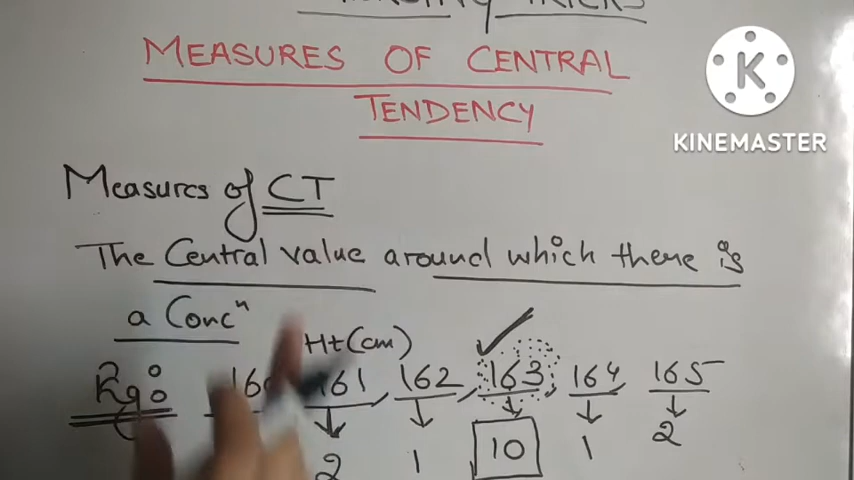 MEASURES OF CENTRAL
TENDENCY
KINEMASTER
Measures of CT
The Central value around which there is
a Concⁿ
Ht(cm)
161 162 163 164 165
2 1 10 1 2